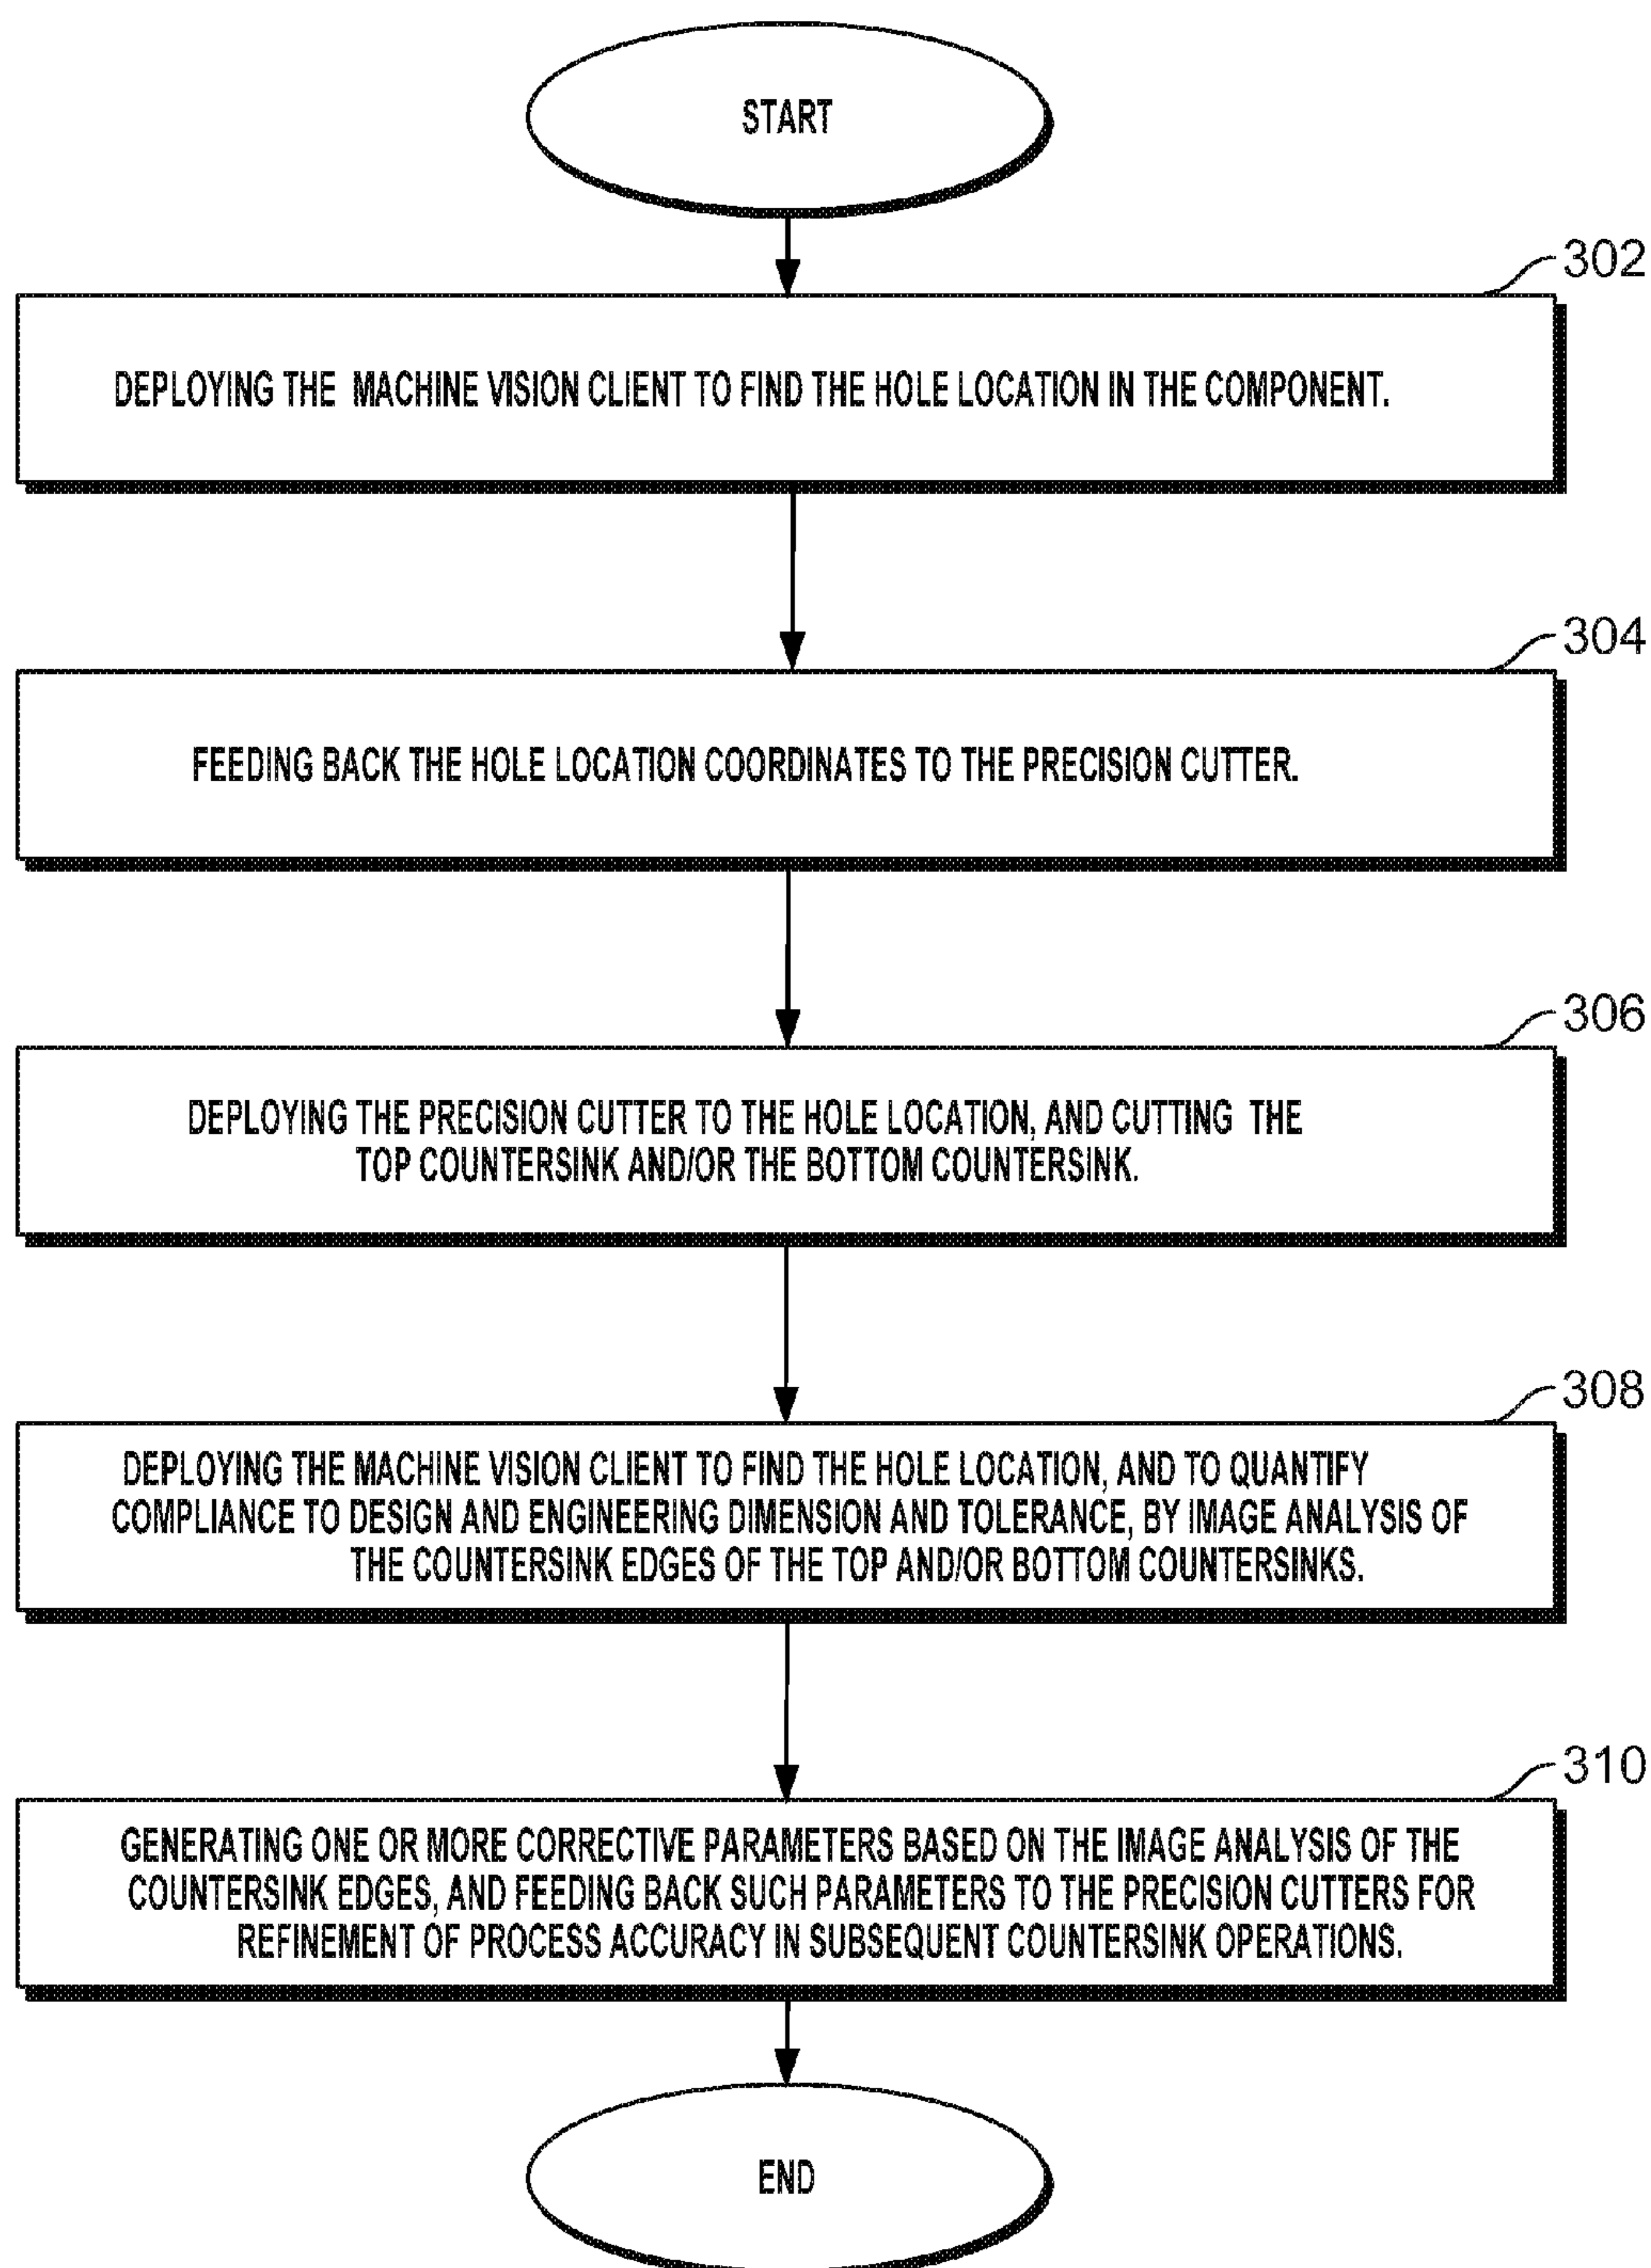 START
302
DEPLOYING THE MACHINE VISION CLIENT TO FIND THE HOLE LOCATION IN THE COMPONENT.
304
FEEDING BACK THE HOLE LOCATION COORDINATES TO THE PRECISION CUTTER.
306
DEPLOYING THE PRECISION CUTTER TO THE HOLE LOCATION, AND CUTTING THE
TOP COUNTERSINK AND/OR THE BOTTOM COUNTERSINK.
308
DEPLOYING THE MACHINE VISION CLIENT TO FIND THE HOLE LOCATION, AND TO QUANTIFY
COMPLIANCE TO DESIGN AND ENGINEERING DIMENSION AND TOLERANCE, BY IMAGE ANALYSIS OF
THE COUNTERSINK EDGES OF THE TOP AND/OR BOTTOM COUNTERSINKS.
310
GENERATING ONE OR MORE CORRECTIVE PARAMETERS BASED ON THE IMAGE ANALYSIS OF THE
COUNTERSINK EDGES, AND FEEDING BACK SUCH PARAMETERS TO THE PRECISION CUTTERS FOR
REFINEMENT OF PROCESS ACCURACY IN SUBSEQUENT COUNTERSINK OPERATIONS.
END